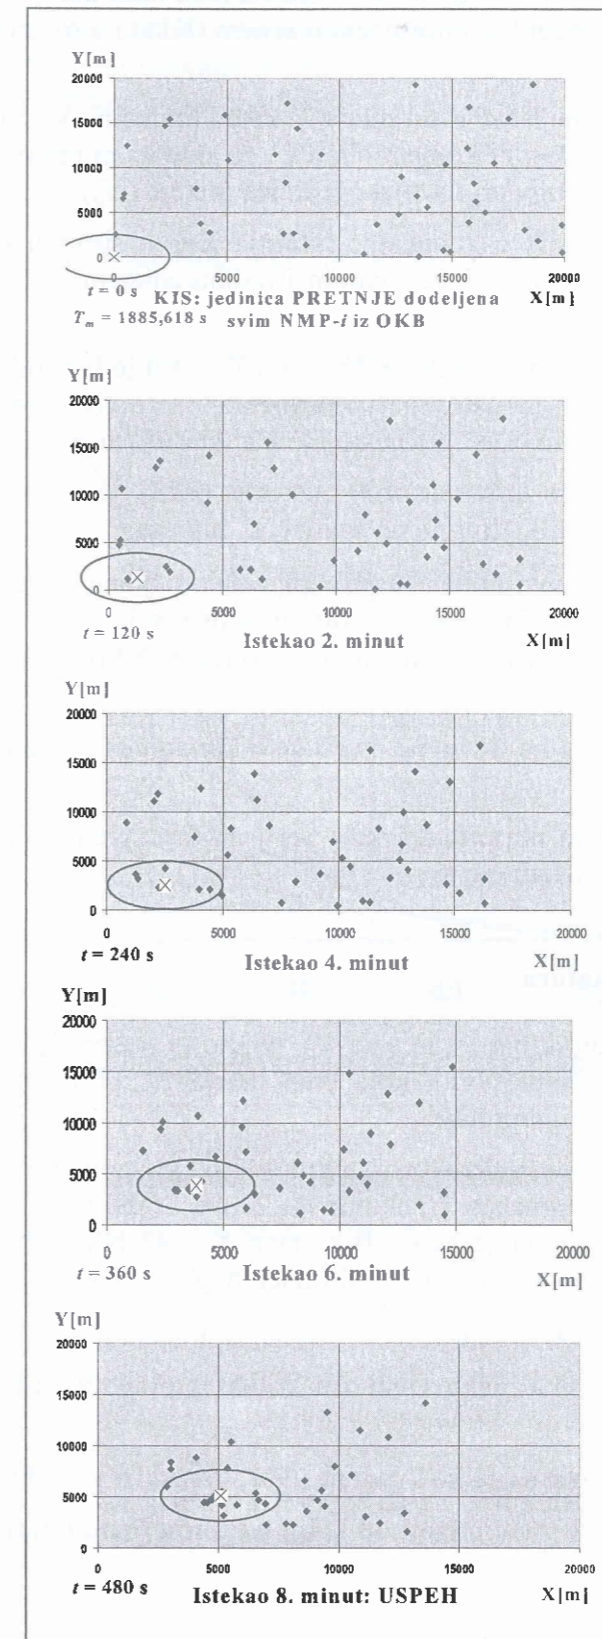 Y[m]
20000
15000
10000
5000
0
0 5000 10000 15000 20000
t = 0 s KIS: jedinica PRETNJE dodeljena X[m]
Tm = 1885,618 s svim NMP-i iz OKB
Y[m]
20000
15000
10000
5000
0
0 5000 10000 15000 20000
t = 120 s Istekao 2. minut X[m]
Y[m]
20000
15000
10000
5000
0
0 5000 10000 15000 20000
t = 240 s Istekao 4. minut X[m]
Y[m]
20000
15000
10000
5000
0
0 5000 10000 15000 20000
t = 360 s Istekao 6. minut X[m]
Y[m]
20000
15000
10000
5000
0
0 5000 10000 15000 20000
t = 480 s Istekao 8. minut: USPEH X[m]